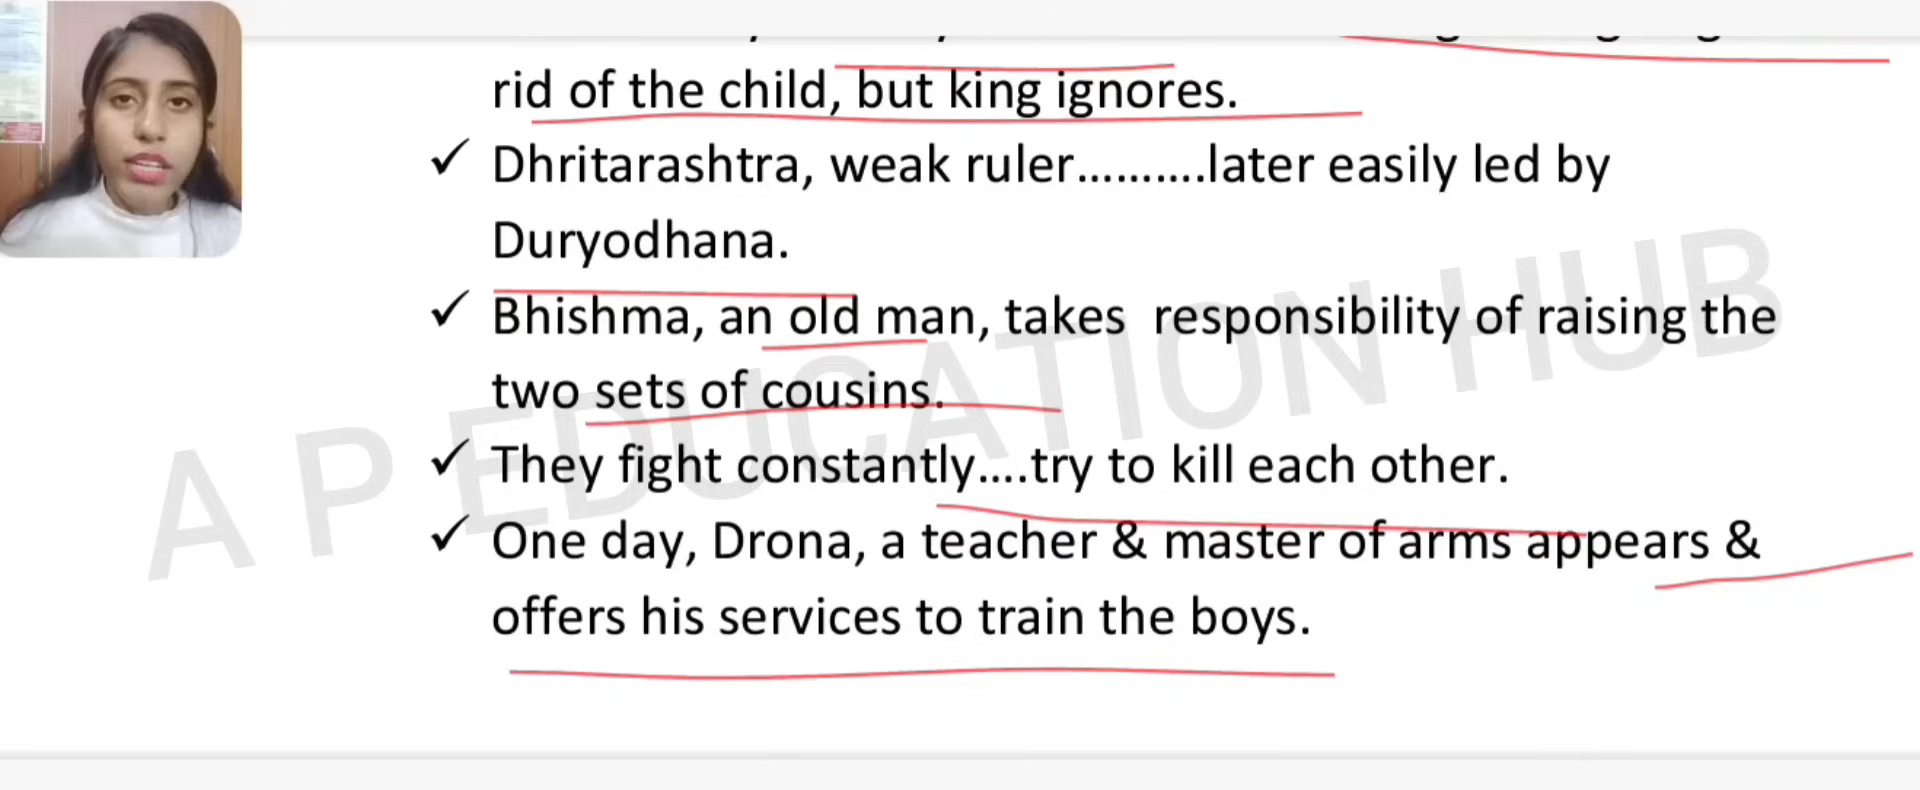 rid of the child, but king ignores.
✓ Dhritarashtra, weak ruler..........later easily led by
Duryodhana.
✓ Bhishma, an old man, takes responsibility of raising the
two sets of cousins.
✓ They fight constantly....try to kill each other.
✓ One day, Drona, a teacher & master of arms appears &
offers his services to train the boys.
A P EDUCATION HUB